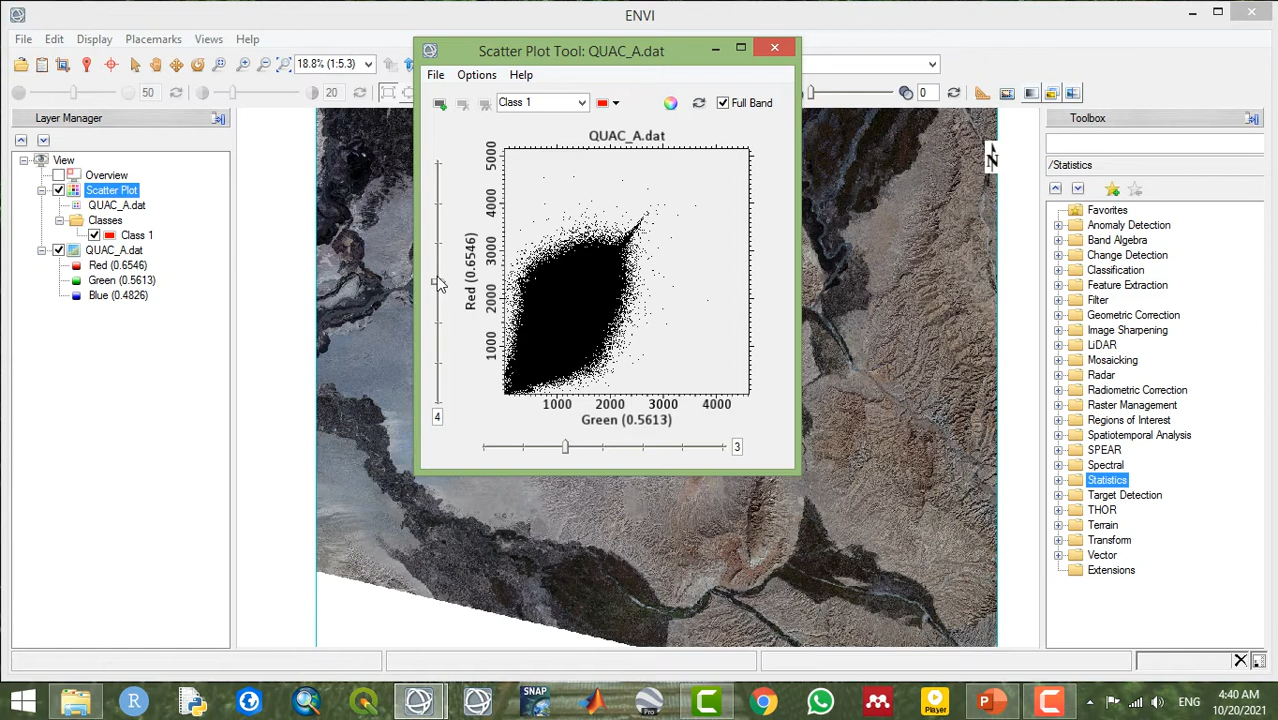 ENVI
File Edit Display Placemarks Views Help
18.8% (1:5.3)
50
20
0
Layer Manager
View
Overview
Scatter Plot
QUAC_A.dat
Classes
Class 1
QUAC_A.dat
Red (0.6546)
Green (0.5613)
Blue (0.4826)
Scatter Plot Tool: QUAC_A.dat
File Options Help
Class 1
Full Band
QUAC_A.dat
5000
4000
3000
2000
1000
Red (0.6546)
1000 2000 3000 4000
Green (0.5613)
4
3
N
Toolbox
/Statistics
Favorites
Anomaly Detection
Band Algebra
Change Detection
Classification
Feature Extraction
Filter
Geometric Correction
Image Sharpening
LiDAR
Mosaicking
Radar
Radiometric Correction
Raster Management
Regions of Interest
Spatiotemporal Analysis
SPEAR
Spectral
Statistics
Target Detection
THOR
Terrain
Transform
Vector
Extensions
R
SNAP
Pro
Player
ENG
4:40 AM
10/20/2021